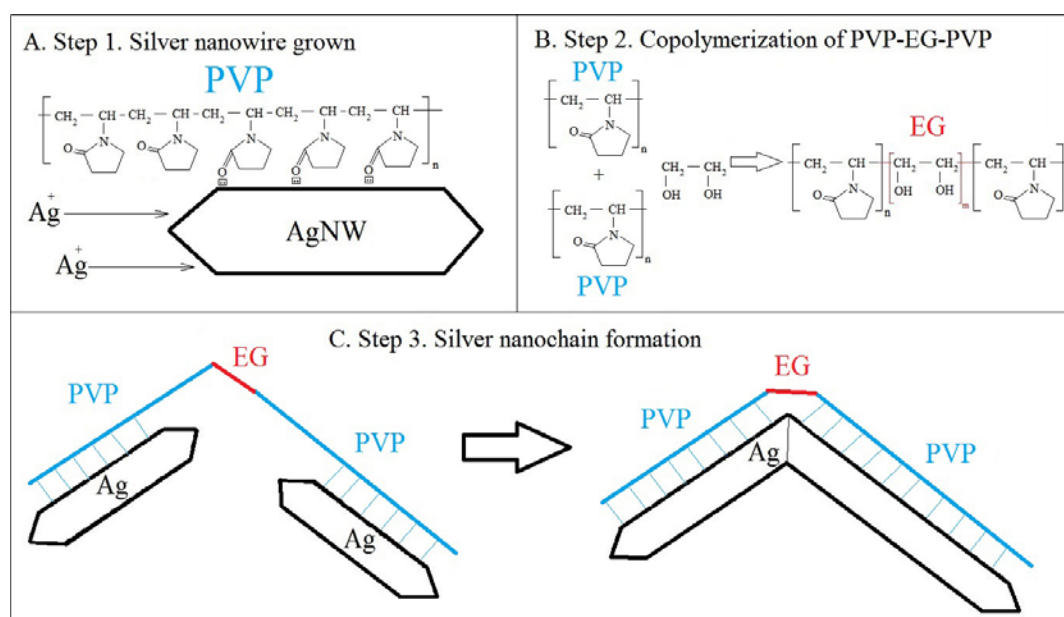 A. Step 1. Silver nanowire grown
PVP
CH₂ — CH — CH₂ — CH — CH₂ — CH — CH₂ — CH — CH₂ — CH
N N N N N
O O O O O
n
Ag⁺
Ag⁺
AgNW
B. Step 2. Copolymerization of PVP-EG-PVP
PVP
CH₂ — CH
N
O
n
+
CH₂ — CH
N
O
n
PVP
CH₂ — CH₂
OH OH
EG
CH₂ — CH — CH₂ — CH₂ — CH₂ — CH
N OH OH N
O O
n m n
C. Step 3. Silver nanochain formation
EG
PVP
PVP
Ag
Ag
EG
PVP
PVP
Ag